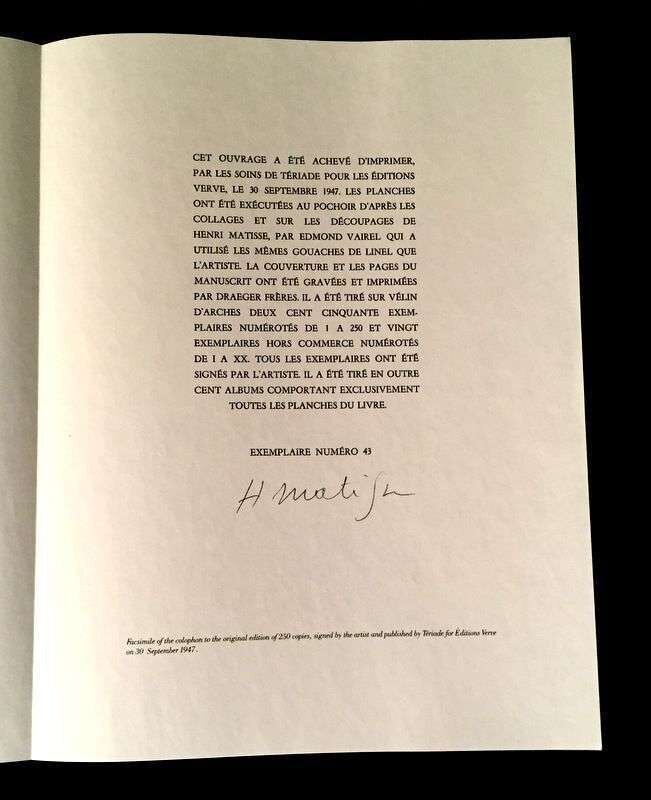 CET OUVRAGE A ÉTÉ ACHEVÉ D'IMPRIMER,
PAR LES SOINS DE TÉRIADE POUR LES ÉDITIONS
VERVE, LE 30 SEPTEMBRE 1947. LES PLANCHES
ONT ÉTÉ EXÉCUTÉES AU POCHOIR D'APRÈS LES
COLLAGES ET SUR LES DÉCOUPAGES DE
HENRI MATISSE, PAR EDMOND VAIREL QUI A
UTILISÉ LES MÊMES GOUACHES DE LINEL QUE
L'ARTISTE. LA COUVERTURE ET LES PAGES DU
MANUSCRIT ONT ÉTÉ GRAVÉES ET IMPRIMÉES
PAR DRAEGER FRÈRES. IL A ÉTÉ TIRÉ SUR VÉLIN
D'ARCHES DEUX CENT CINQUANTE EXEM-
PLAIRES NUMÉROTÉS DE 1 A 250 ET VINGT
EXEMPLAIRES HORS COMMERCE NUMÉROTÉS
DE I A XX. TOUS LES EXEMPLAIRES ONT ÉTÉ
SIGNÉS PAR L'ARTISTE. IL A ÉTÉ TIRÉ EN OUTRE
CENT ALBUMS COMPORTANT EXCLUSIVEMENT
TOUTES LES PLANCHES DU LIVRE.
EXEMPLAIRE NUMÉRO 43
H Matisse
Facsimile of the colophon to the original edition of 250 copies, signed by the artist and published by Tériade for Éditions Verve
on 30 September 1947.